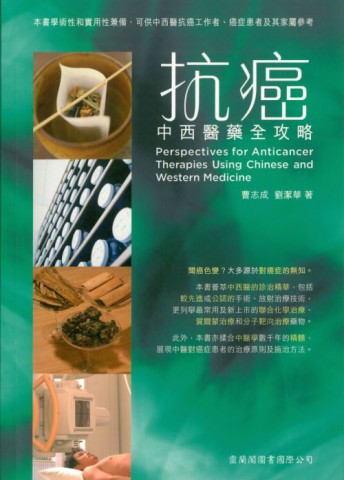 本書學術性和實用性兼備，可供中西醫抗癌工作者、癌症患者及其家屬參考
抗癌
中西醫藥全攻略
Perspectives for Anticancer
Therapies Using Chinese and
Western Medicine
曹志成 劉潔華 著
聞癌色變？大多源於對癌症的無知。
本書薈萃中西醫的診治精華，包括
較先進或公認的手術、放射治療技術，
更列舉最常用及新上市的聯合化學治療、
賀爾蒙治療和分子靶向治療藥物。
此外，本書亦揉合中醫學數千年的精髓，
展現中醫對癌症患者的治療原則及施治方法。
雲蘭閣圖書國際公司